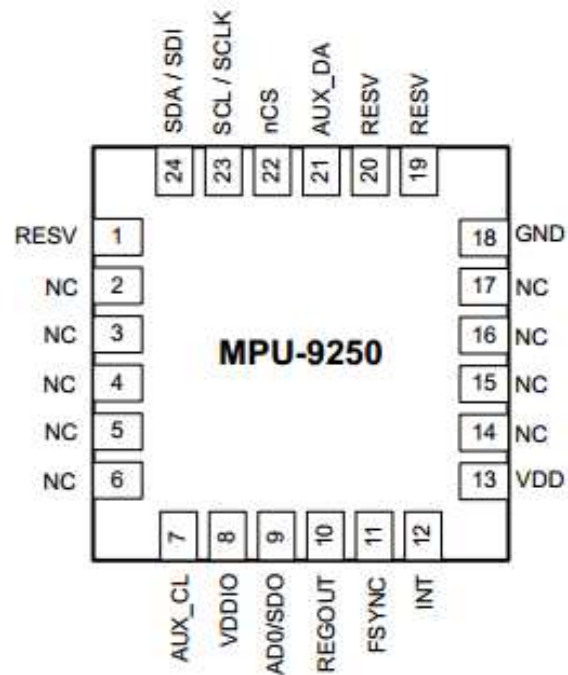 SDA / SDI
SCL / SCLK
nCS
AUX_DA
RESV
RESV
24
23
22
21
20
19
RESV 1
NC 2
NC 3
NC 4
NC 5
NC 6
MPU-9250
18 GND
17 NC
16 NC
15 NC
14 NC
13 VDD
7
8
9
10
11
12
AUX_CL
VDDIO
AD0/SDO
REGOUT
FSYNC
INT